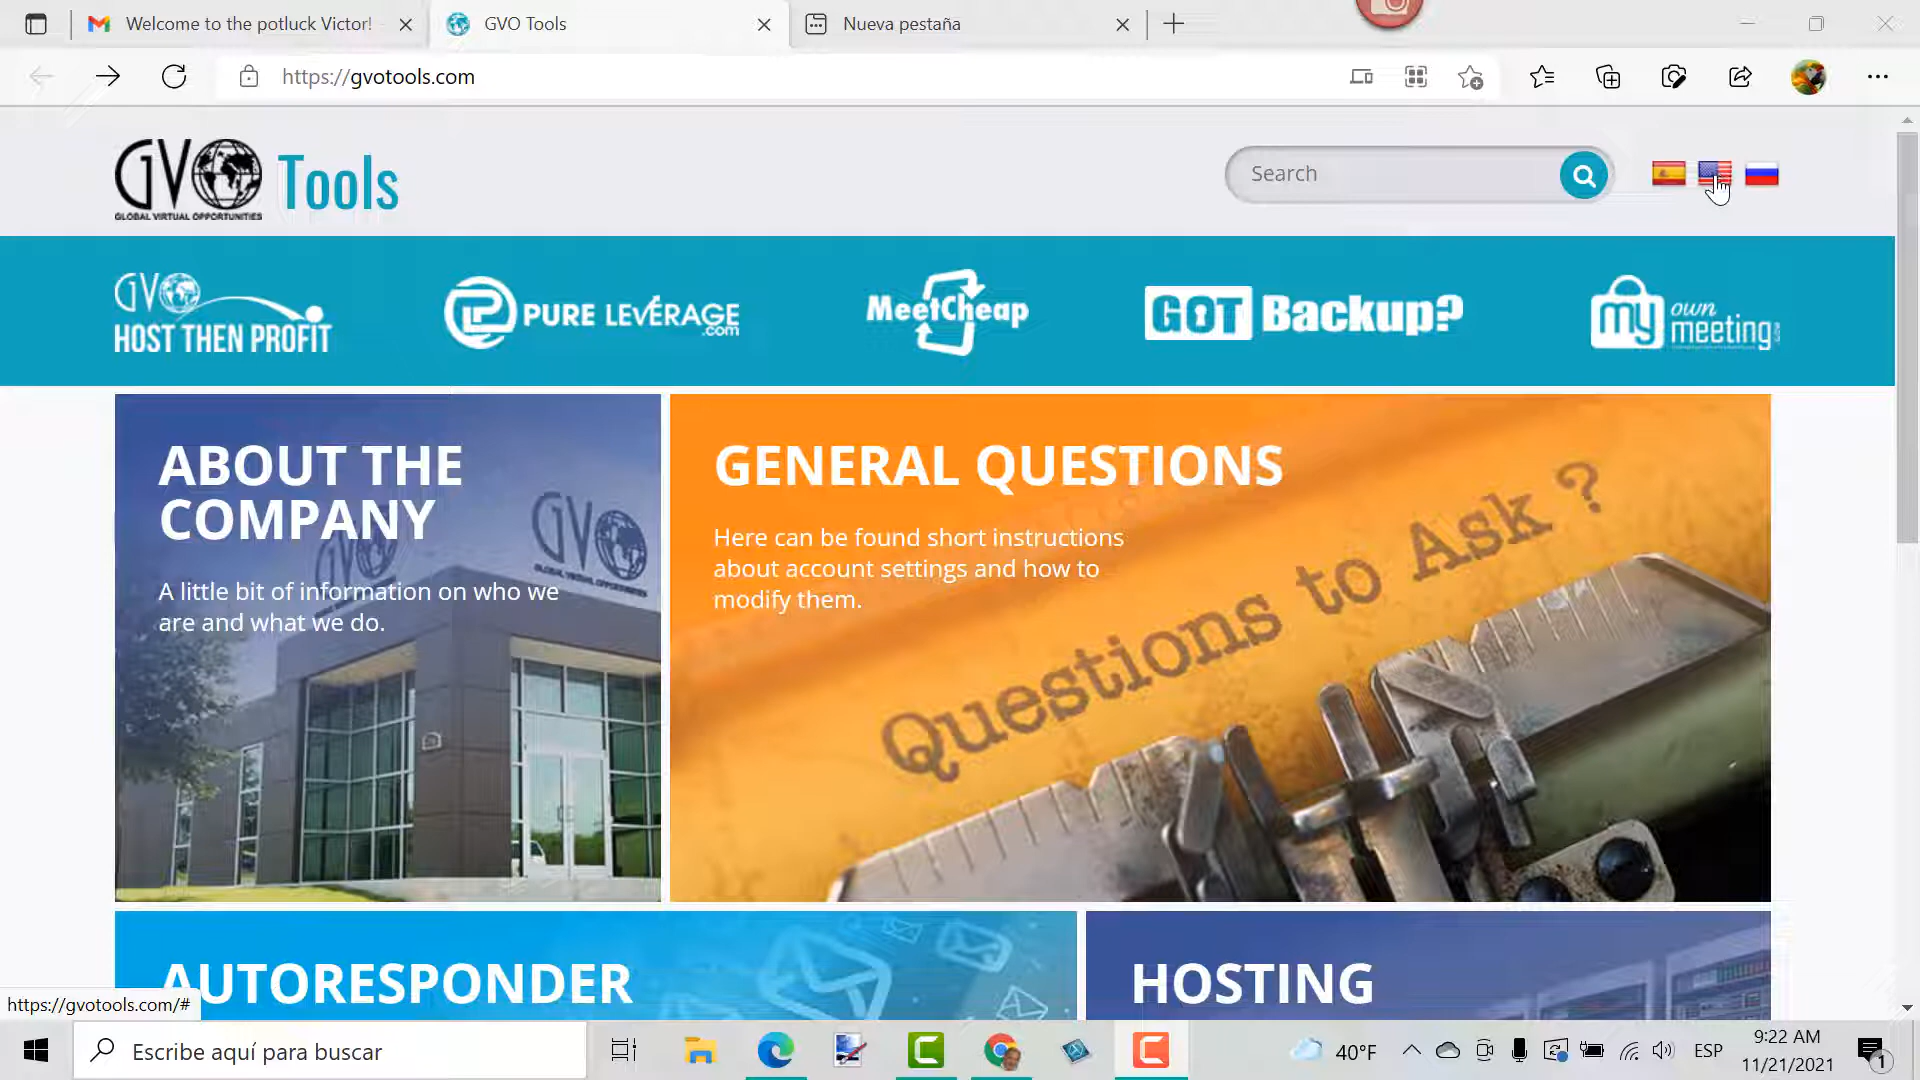 Welcome to the potluck Victor! -
GVO Tools
Nueva pestaña
https://gvotools.com
GVO Tools
GLOBAL VIRTUAL OPPORTUNITIES
Search
GVO
HOST THEN PROFIT
PURE LEVERAGE
.com
MeetCheap
GOT Backup?
my own
meeting
ABOUT THE
COMPANY
A little bit of information on who we
are and what we do.
GVO
GENERAL QUESTIONS
Here can be found short instructions
about account settings and how to
modify them.
Questions to Ask ?
AUTORESPONDER
HOSTING
https://gvotools.com/#
Escribe aquí para buscar
40°F
ESP
9:22 AM
11/21/2021
1